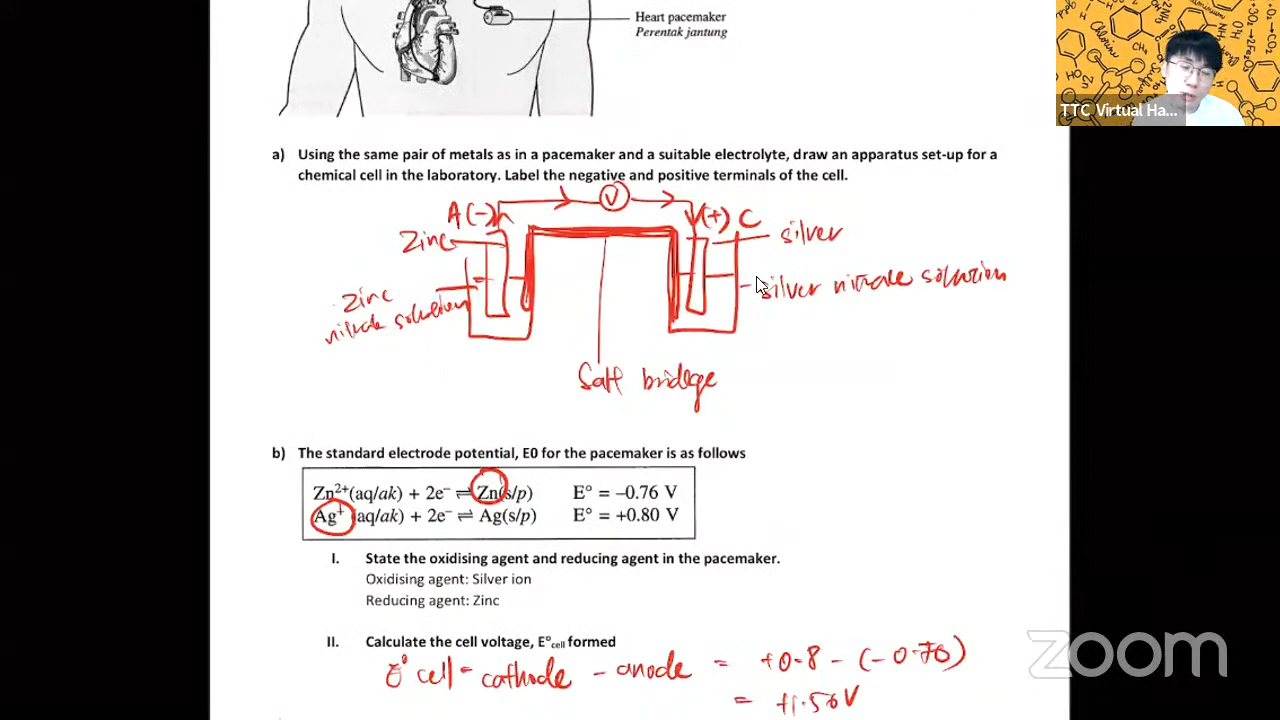 Heart pacemaker
Perentak jantung
TTC Virtual Ha...
a) Using the same pair of metals as in a pacemaker and a suitable electrolyte, draw an apparatus set-up for a
chemical cell in the laboratory. Label the negative and positive terminals of the cell.
V
A (-)
(+) C
Zinc
silver
zinc
nitrate solution
silver nitrate solution
Salt bridge
b) The standard electrode potential, E0 for the pacemaker is as follows
Zn²⁺(aq/ak) + 2e⁻ ⇌ Zn(s/p) E° = −0.76 V
Ag⁺ (aq/ak) + 2e⁻ ⇌ Ag(s/p) E° = +0.80 V
I. State the oxidising agent and reducing agent in the pacemaker.
Oxidising agent: Silver ion
Reducing agent: Zinc
II. Calculate the cell voltage, E°cell formed
E° cell = cathode - anode = +0.8 - (-0.76)
= +1.56 V
zoom